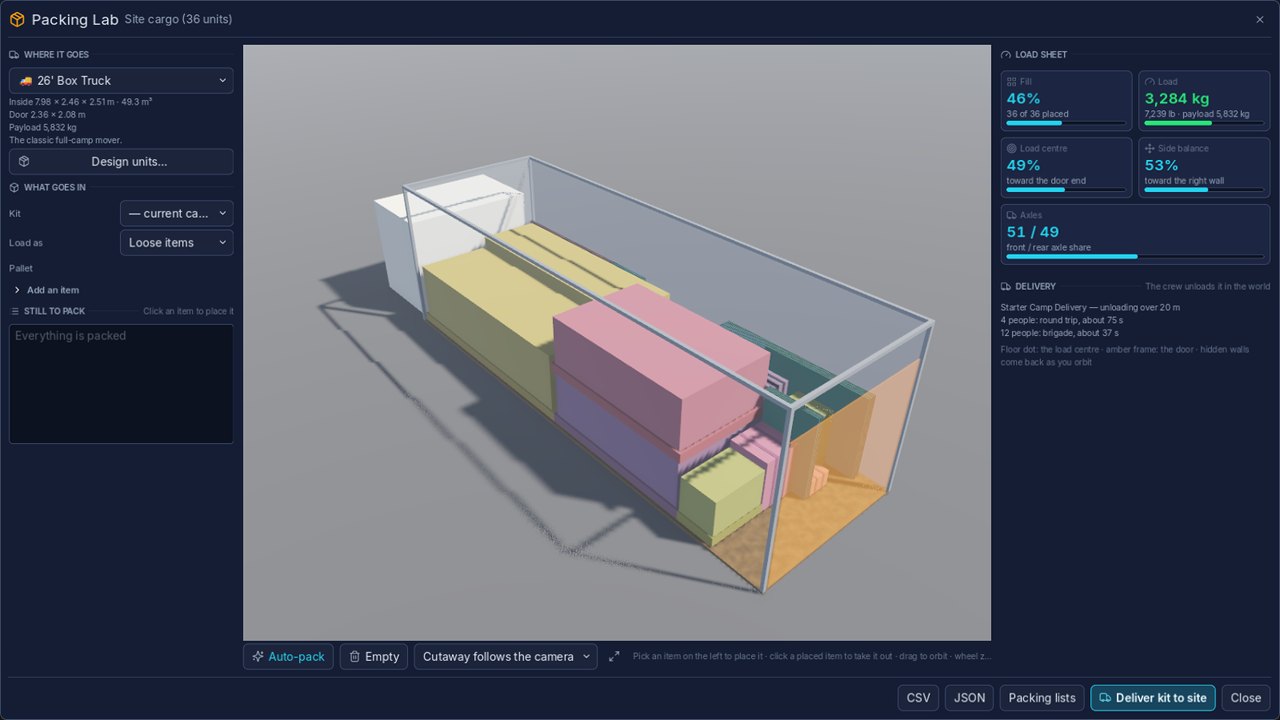 Packing Lab Site cargo (36 units)
WHERE IT GOES
26' Box Truck
Inside 7.98 × 2.46 × 2.51 m · 49.3 m³
Door 2.36 × 2.08 m
Payload 5,832 kg
The classic full-camp mover.
Design units...
WHAT GOES IN
Kit
— current ca...
Load as
Loose items
Pallet
Add an item
STILL TO PACK
Click an item to place it
Everything is packed
Auto-pack
Empty
Cutaway follows the camera
Pick an item on the left to place it · click a placed item to take it out · drag to orbit · wheel z...
LOAD SHEET
Fill
46%
36 of 36 placed
Load
3,284 kg
7,239 lb · payload 5,832 kg
Load centre
49%
toward the door end
Side balance
53%
toward the right wall
Axles
51 / 49
front / rear axle share
DELIVERY
The crew unloads it in the world
Starter Camp Delivery — unloading over 20 m
4 people: round trip, about 75 s
12 people: brigade, about 37 s
Floor dot: the load centre · amber frame: the door · hidden walls
come back as you orbit
CSV
JSON
Packing lists
Deliver kit to site
Close